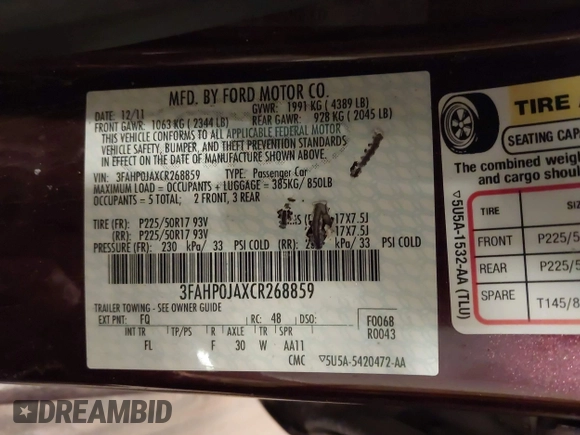 MFD. BY FORD MOTOR CO.
DATE: 12/11 GVWR: 1991 KG ( 4389 LB)
FRONT GAWR: 1063 KG ( 2344 LB) REAR GAWR: 928 KG ( 2045 LB)
THIS VEHICLE CONFORMS TO ALL APPLICABLE FEDERAL MOTOR
VEHICLE SAFETY, BUMPER, AND THEFT PREVENTION STANDARDS
IN EFFECT ON THE DATE OF MANUFACTURE SHOWN ABOVE.
VIN: 3FAHP0JAXCR268859 TYPE: Passenger Car
MAXIMUM LOAD = OCCUPANTS + LUGGAGE = 385KG/ 850LB
OCCUPANTS = 5 TOTAL; 2 FRONT, 3 REAR
TIRE (FR): P225/50R17 93V 17X7.5J
(RR): P225/50R17 93V 17X7.5J
PRESSURE (FR): 230 kPa/ 33 PSI COLD (RR): kPa/ 33 PSI COLD
3FAHP0JAXCR268859
TRAILER TOWING - SEE OWNER GUIDE
EXT PNT: FQ RC: 48 DSO: F006B
R0043
INT TR TP/PS R AXLE TR SPR
FL F 30 W AA11
CMC ▽5U5A-5420472-AA
TIRE
SEATING CAP
The combined weig
and cargo shou
▽5U5A-1532-AA (TLU)
TIRE SI
FRONT P225/5
REAR P225/5
SPARE T145/8
DREAMBID